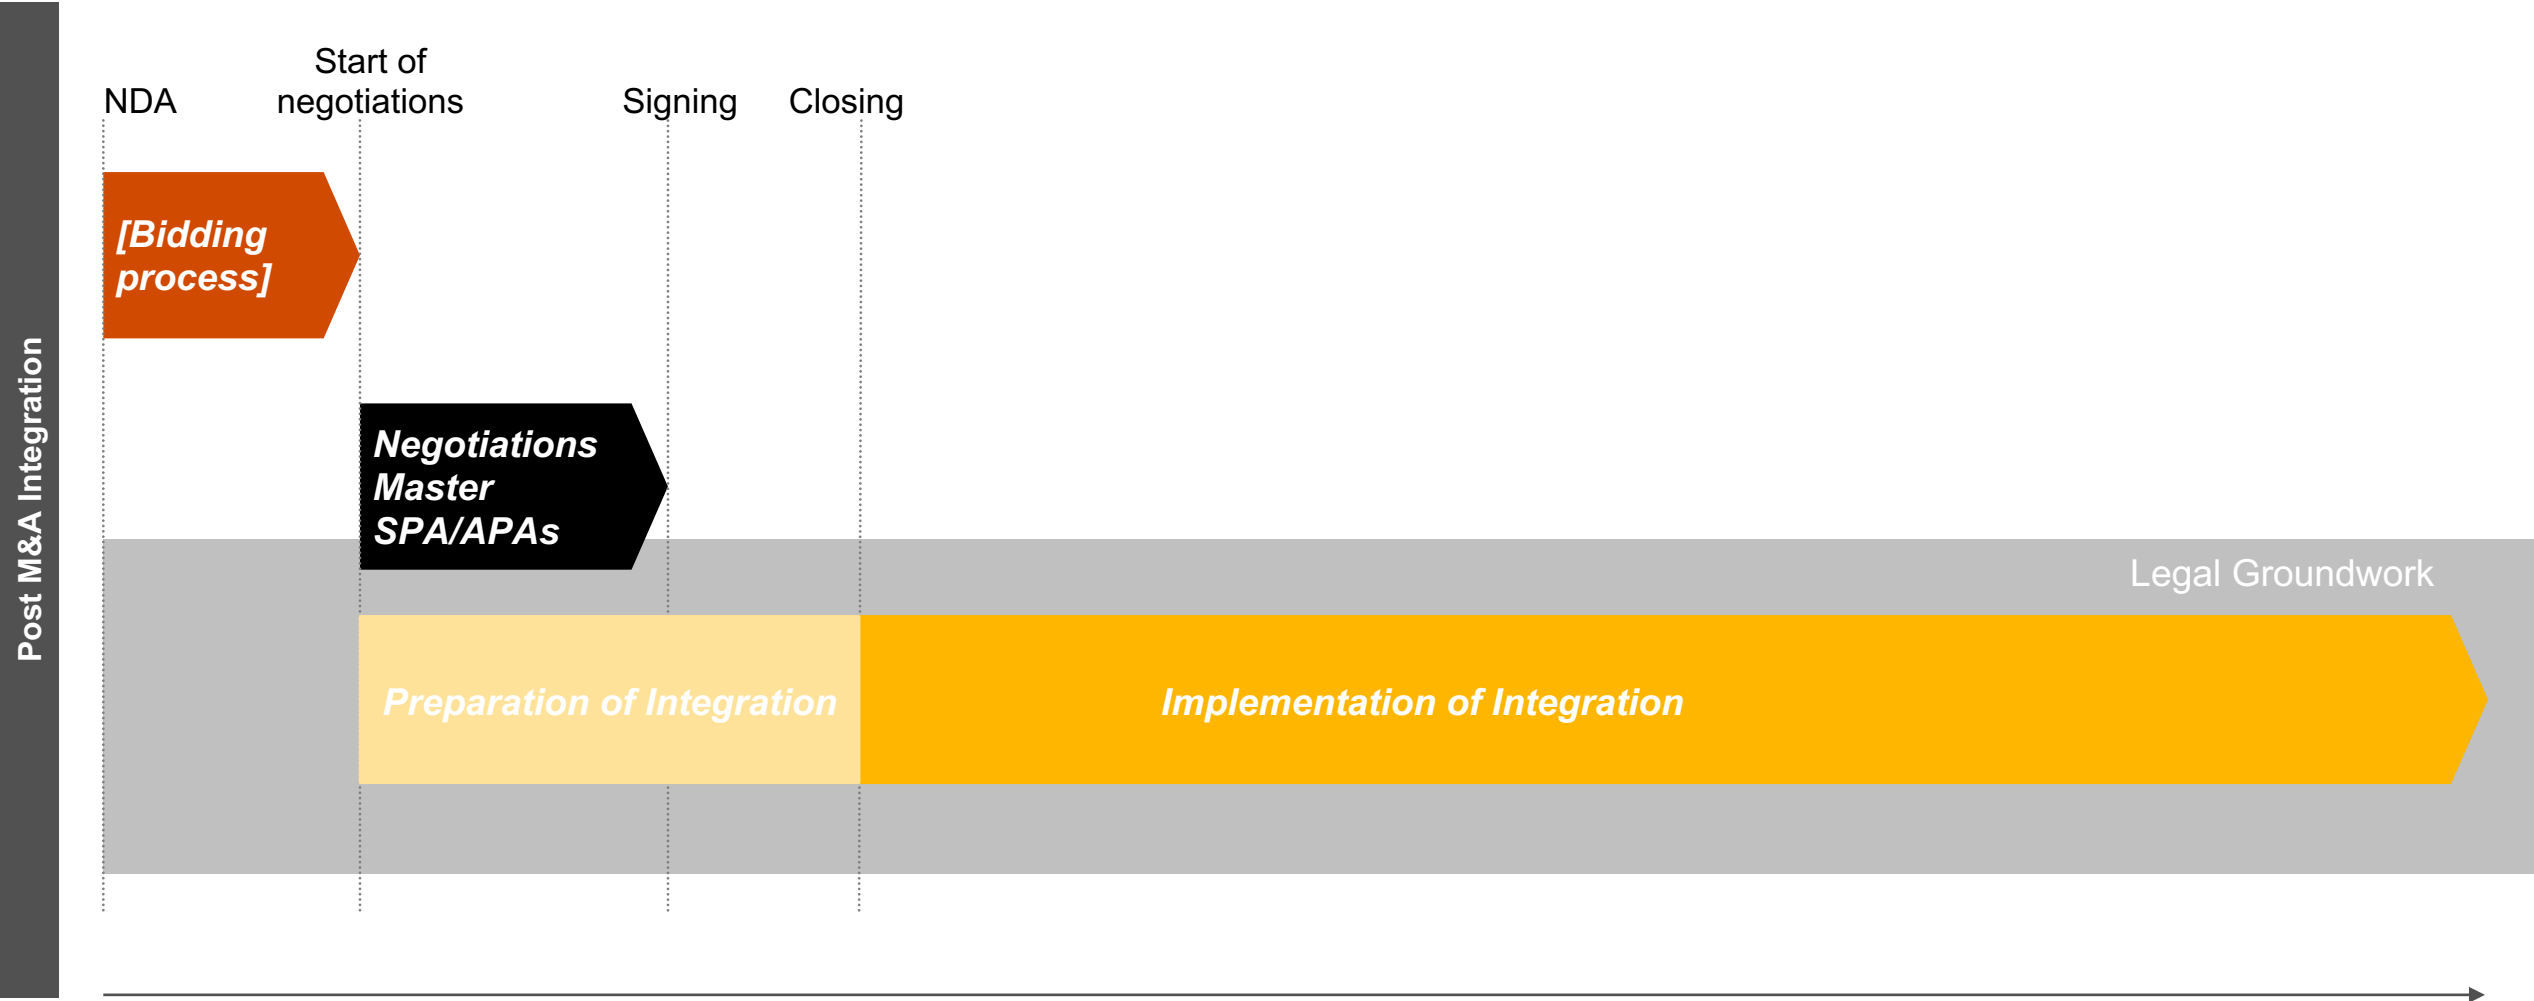 Post M&A Integration
NDA
Start of
negotiations
Signing
Closing
[Bidding
process]
Negotiations
Master
SPA/APAs
Legal Groundwork
Preparation of Integration
Implementation of Integration